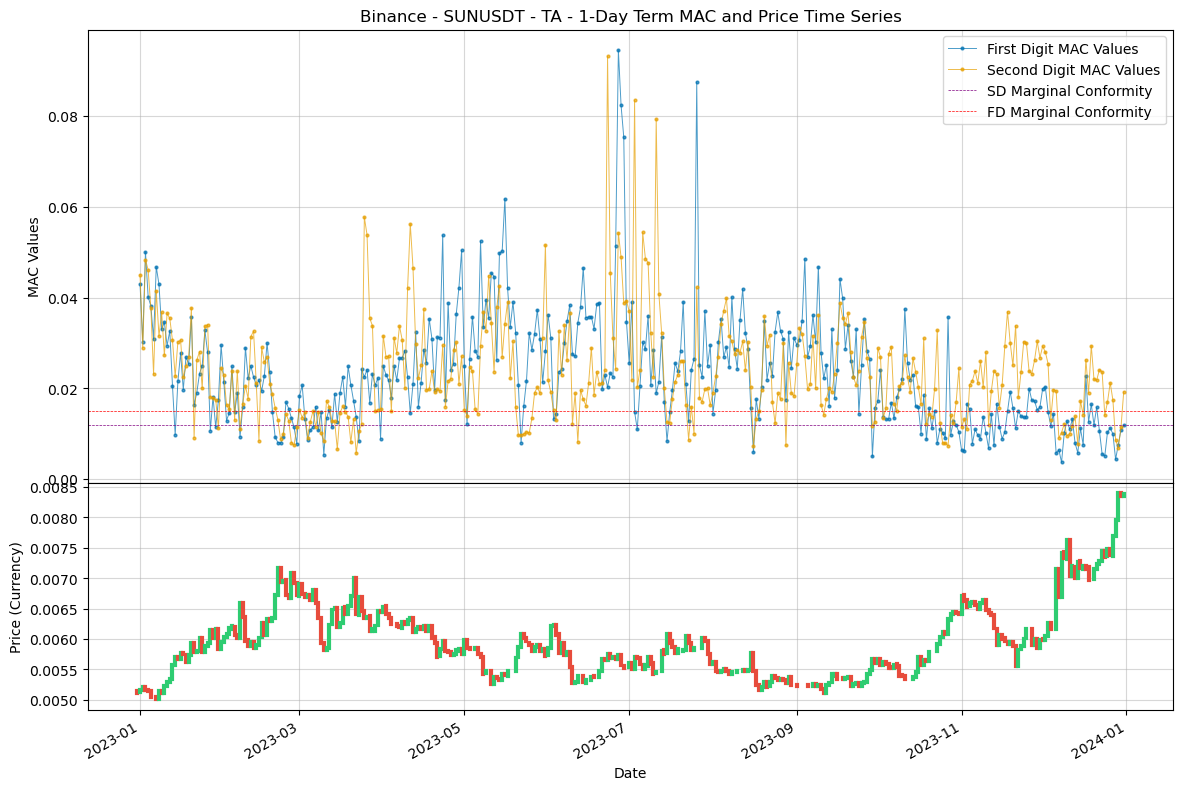 Binance - SUNUSDT - TA - 1-Day Term MAC and Price Time Series
First Digit MAC Values
Second Digit MAC Values
SD Marginal Conformity
FD Marginal Conformity
MAC Values
0.08
0.06
0.04
0.02
0.00
Price (Currency)
0.0085
0.0080
0.0075
0.0070
0.0065
0.0060
0.0055
0.0050
2023-01
2023-03
2023-05
2023-07
2023-09
2023-11
2024-01
Date